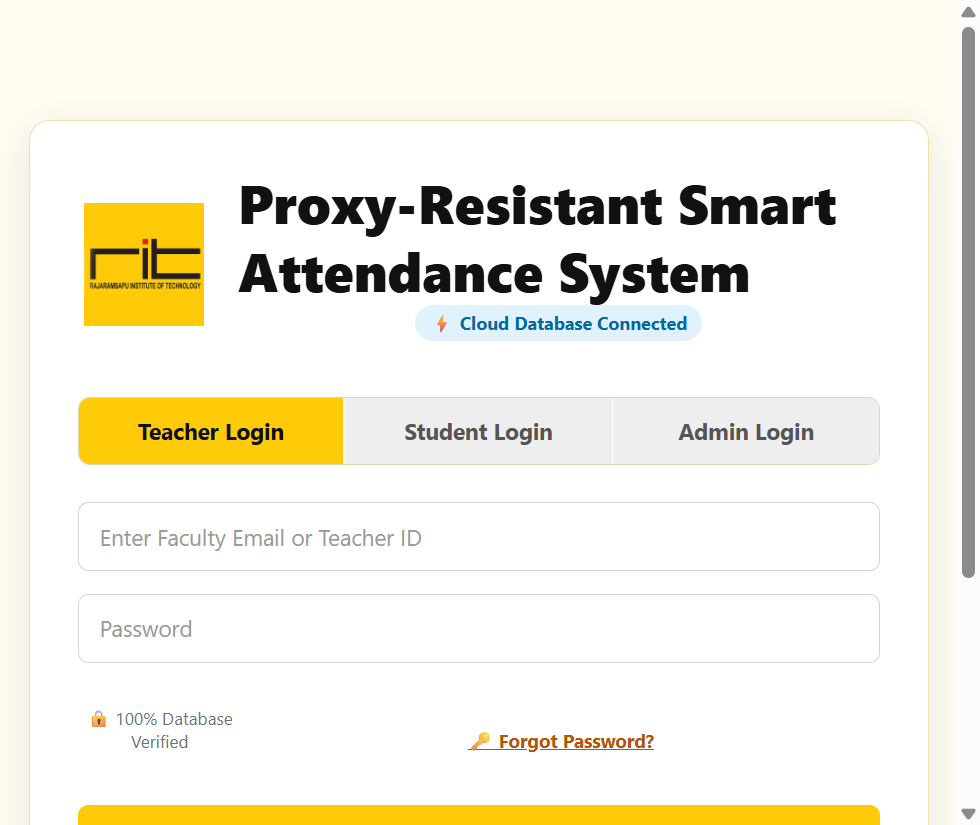 Proxy-Resistant Smart
Attendance System
rit
RAJARAMBAPU INSTITUTE OF TECHNOLOGY
⚡ Cloud Database Connected
Teacher Login
Student Login
Admin Login
Enter Faculty Email or Teacher ID
Password
🔒 100% Database
Verified
🔑 Forgot Password?